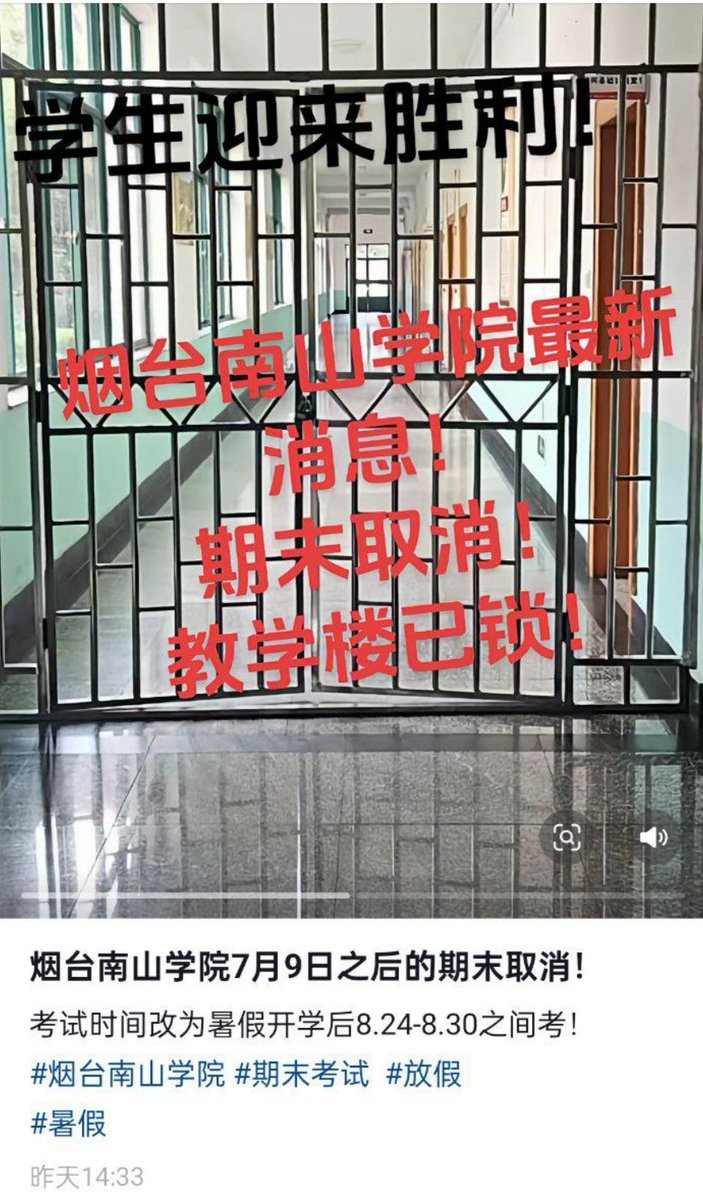 学生迎来胜利!
烟台南山学院最新
消息!
期末取消!
教学楼已锁!
烟台南山学院7月9日之后的期末取消!
考试时间改为暑假开学后8.24-8.30之间考!
#烟台南山学院 #期末考试 #放假
#暑假
昨天14:33